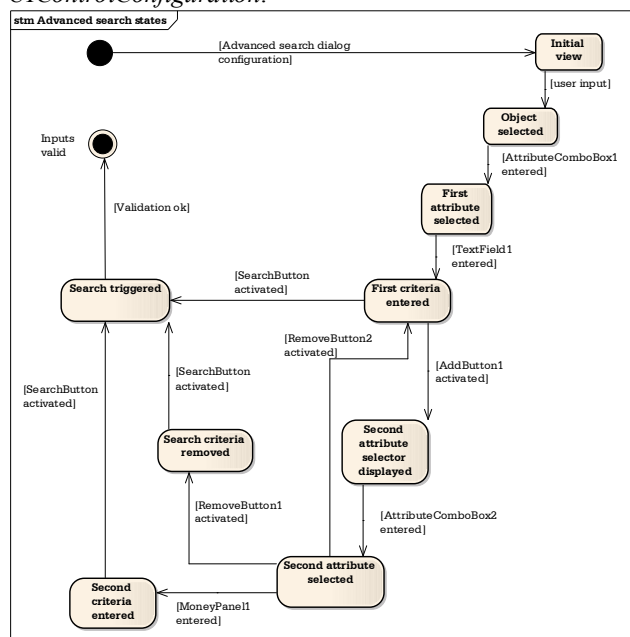 UIControlConfiguration.
stm Advanced search states
[Advanced search dialog
configuration]
Initial
view
[user input]
Object
selected
Inputs
valid
[AttributeComboBox1
entered]
First
attribute
selected
[Validation ok]
[TextField1
entered]
[SearchButton
activated]
Search triggered
First criteria
entered
[RemoveButton2
activated]
[AddButton1
activated]
[SearchButton
activated]
[SearchButton
activated]
Second
attribute
selector
displayed
Search criteria
removed
[RemoveButton1
activated]
[AttributeComboBox2
entered]
Second attribute
selected
Second
criteria
entered
[MoneyPanel1
entered]